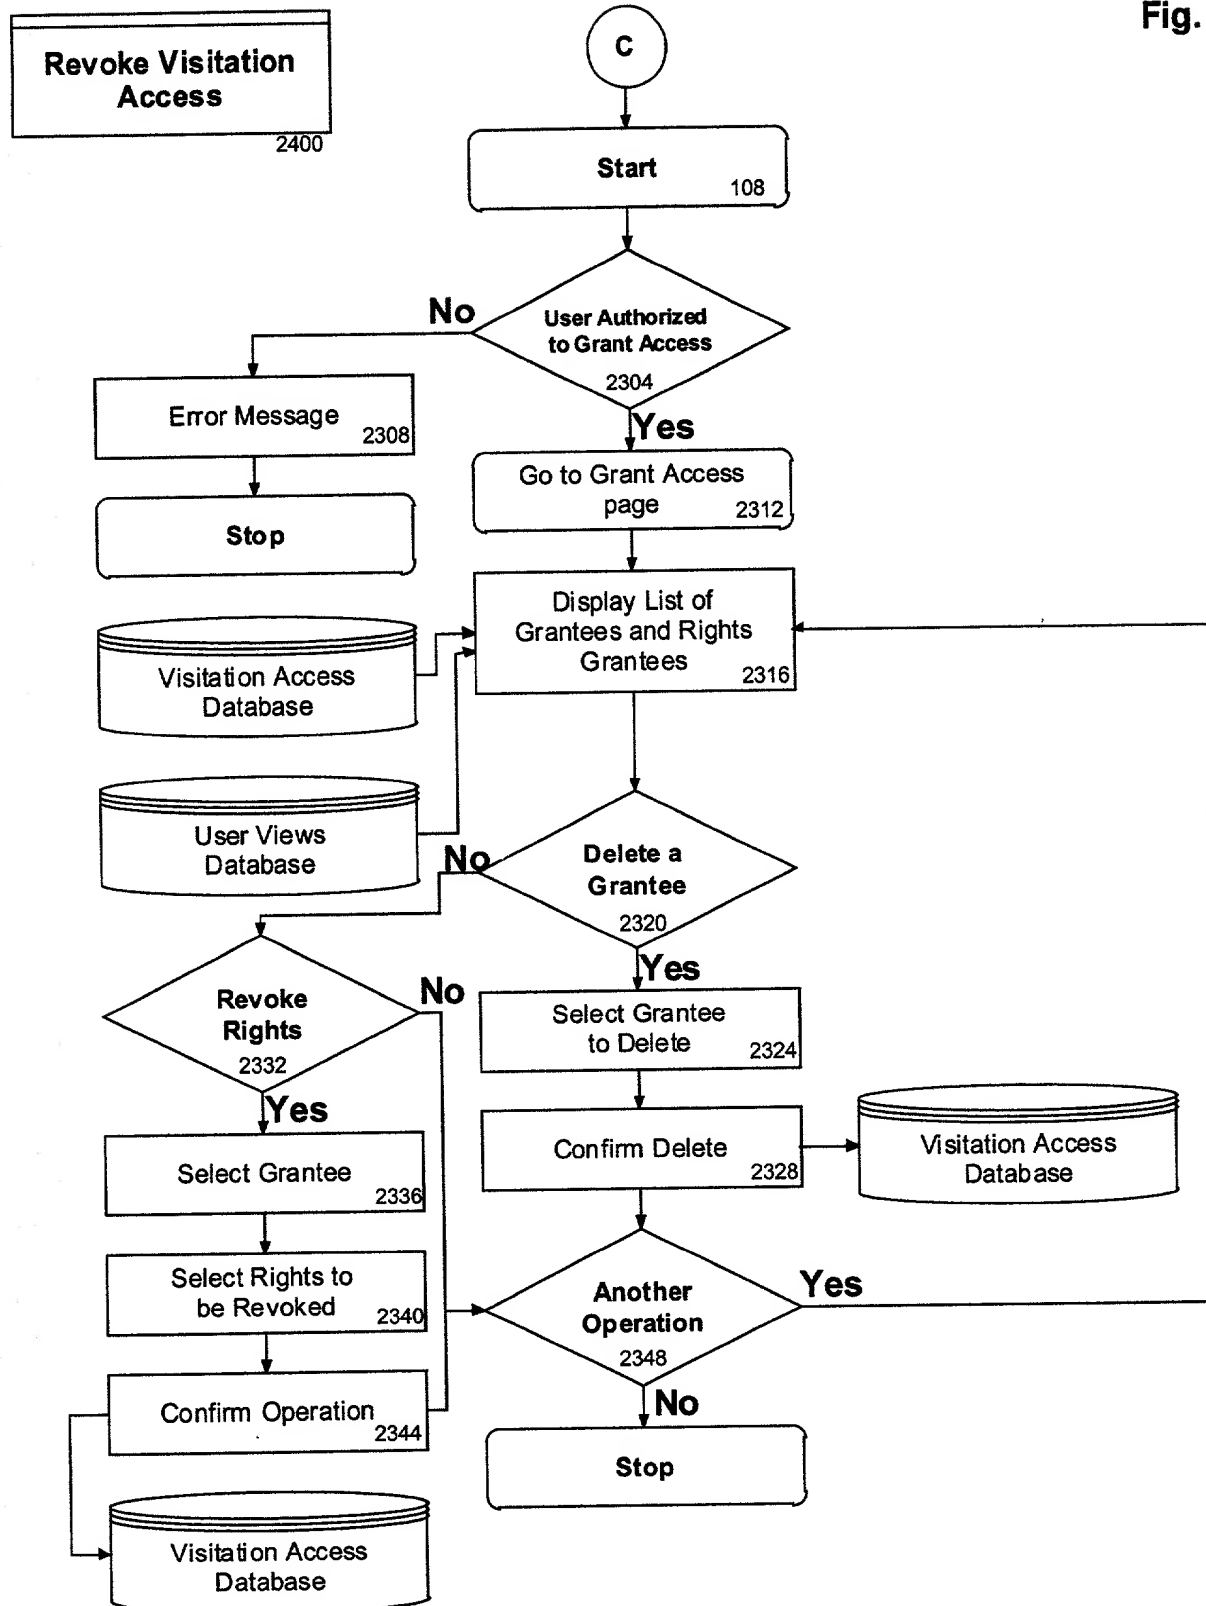 Fig.
Revoke Visitation
Access
2400
C
Start
108
No
User Authorized
to Grant Access
2304
Error Message
2308
Yes
Go to Grant Access
page
2312
Stop
Display List of
Grantees and Rights
Grantees
2316
Visitation Access
Database
User Views
Database
No
Delete a
Grantee
2320
Yes
Revoke
Rights
2332
No
Select Grantee
to Delete
2324
Yes
Confirm Delete
2328
Visitation Access
Database
Select Grantee
2336
Select Rights to
be Revoked
2340
Another
Operation
2348
Yes
No
Confirm Operation
2344
Stop
Visitation Access
Database